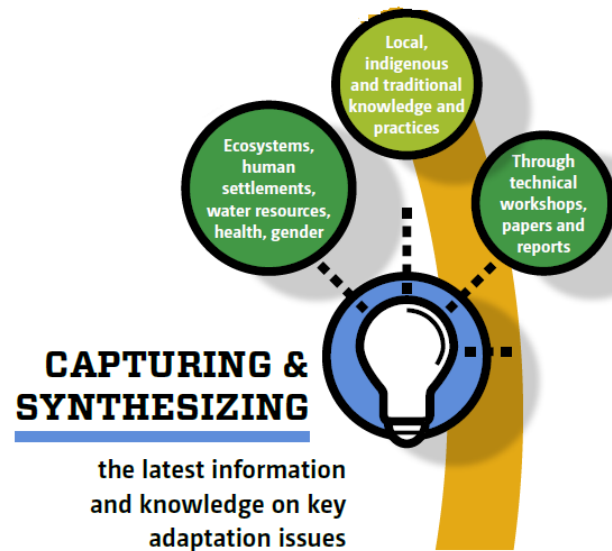 Local,
indigenous
and traditional
knowledge and
practices
Ecosystems,
human
settlements,
water resources,
health, gender
Through
technical
workshops,
papers and
reports
CAPTURING &
SYNTHESIZING
the latest information
and knowledge on key
adaptation issues